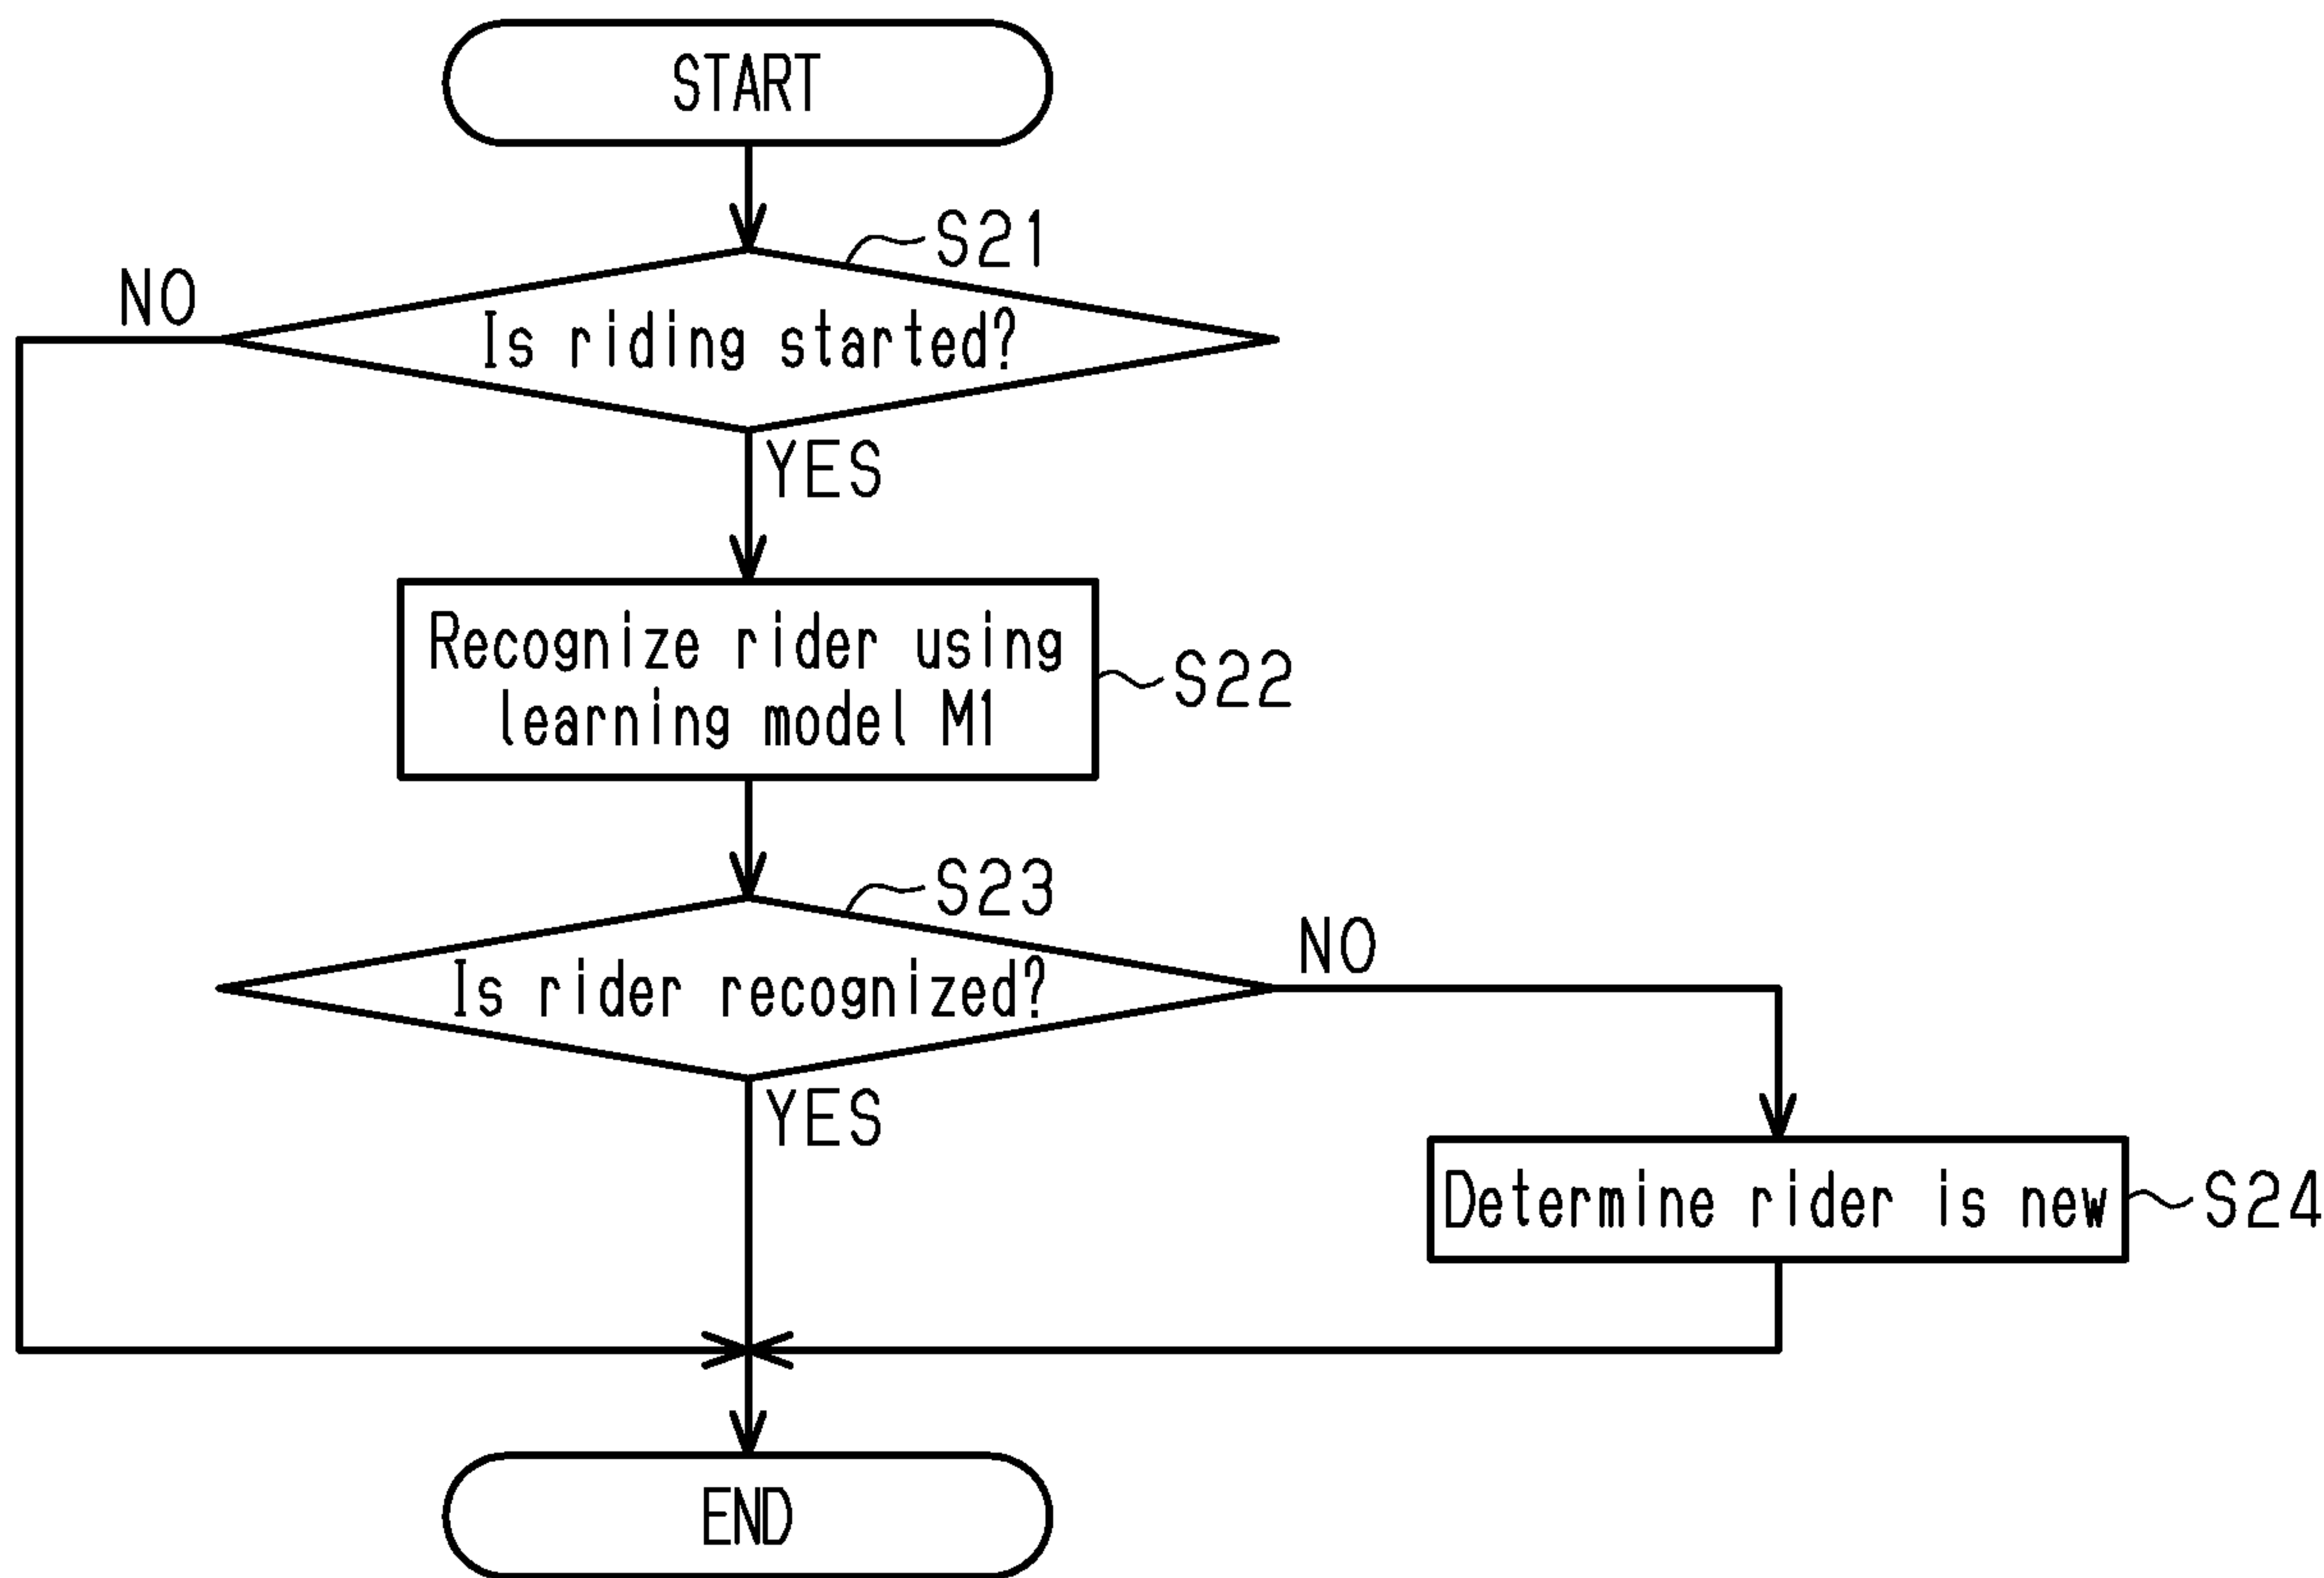 START
S21
NO
Is riding started?
YES
Recognize rider using
learning model M1
S22
S23
NO
Is rider recognized?
YES
Determine rider is new
S24
END